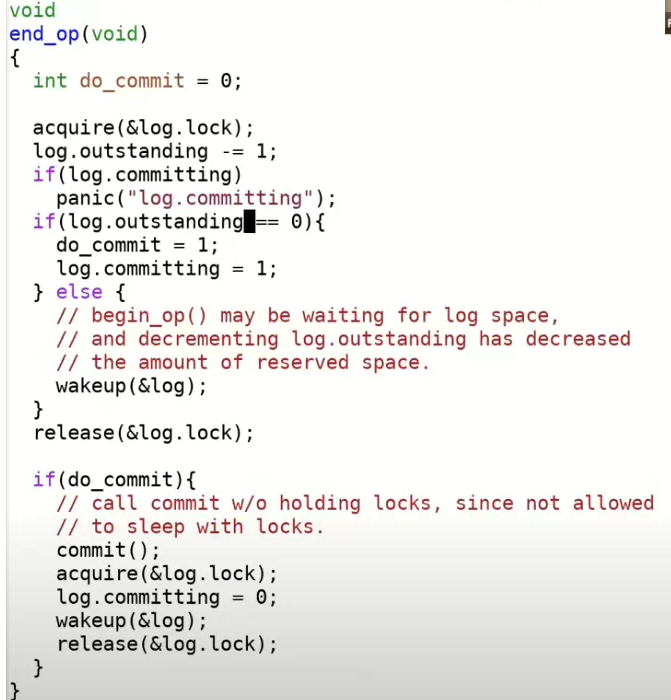 void
end_op(void)
{
  int do_commit = 0;

  acquire(&log.lock);
  log.outstanding -= 1;
  if(log.committing)
    panic("log.committing");
  if(log.outstanding == 0){
    do_commit = 1;
    log.committing = 1;
  } else {
    // begin_op() may be waiting for log space,
    // and decrementing log.outstanding has decreased
    // the amount of reserved space.
    wakeup(&log);
  }
  release(&log.lock);

  if(do_commit){
    // call commit w/o holding locks, since not allowed
    // to sleep with locks.
    commit();
    acquire(&log.lock);
    log.committing = 0;
    wakeup(&log);
    release(&log.lock);
  }
}